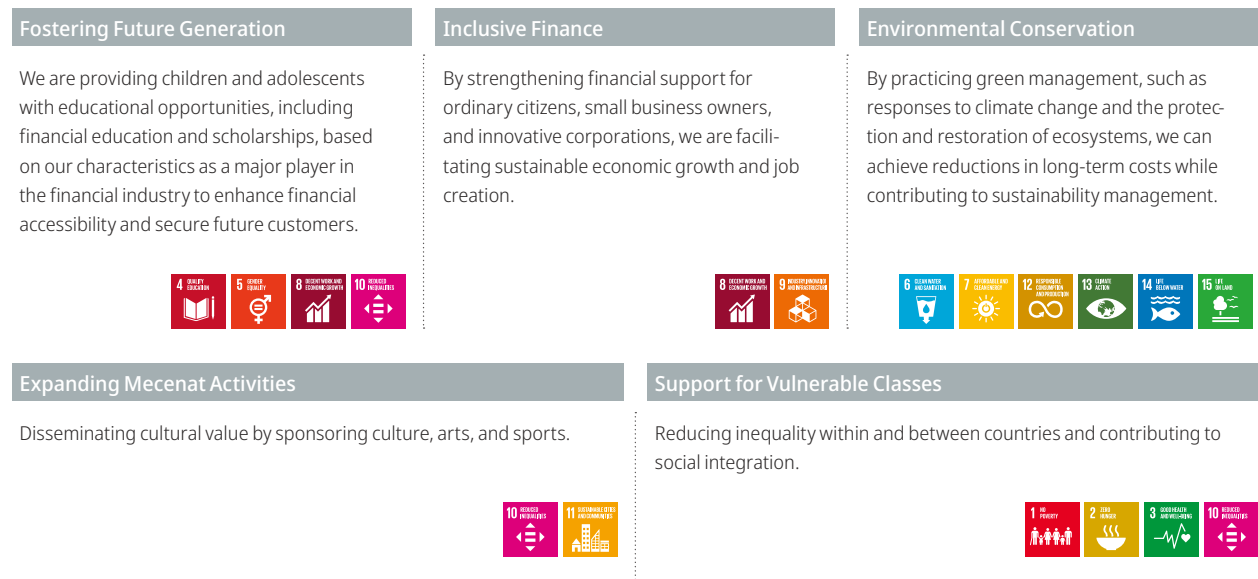 Fostering Future Generation
We are providing children and adolescents
with educational opportunities, including
financial education and scholarships, based
on our characteristics as a major player in
the financial industry to enhance financial
accessibility and secure future customers.
4 QUALITY
EDUCATION
5 GENDER
EQUALITY
8 DECENT WORK AND
ECONOMIC GROWTH
10 REDUCED
INEQUALITIES
Inclusive Finance
By strengthening financial support for
ordinary citizens, small business owners,
and innovative corporations, we are facili-
tating sustainable economic growth and job
creation.
8 DECENT WORK AND
ECONOMIC GROWTH
9 INDUSTRY, INNOVATION
AND INFRASTRUCTURE
Environmental Conservation
By practicing green management, such as
responses to climate change and the protec-
tion and restoration of ecosystems, we can
achieve reductions in long-term costs while
contributing to sustainability management.
6 CLEAN WATER
AND SANITATION
7 AFFORDABLE AND
CLEAN ENERGY
12 RESPONSIBLE
CONSUMPTION
AND PRODUCTION
13 CLIMATE
ACTION
14 LIFE
BELOW WATER
15 LIFE
ON LAND
Expanding Mecenat Activities
Disseminating cultural value by sponsoring culture, arts, and sports.
10 REDUCED
INEQUALITIES
11 SUSTAINABLE CITIES
AND COMMUNITIES
Support for Vulnerable Classes
Reducing inequality within and between countries and contributing to
social integration.
1 NO
POVERTY
2 ZERO
HUNGER
3 GOOD HEALTH
AND WELL-BEING
10 REDUCED
INEQUALITIES